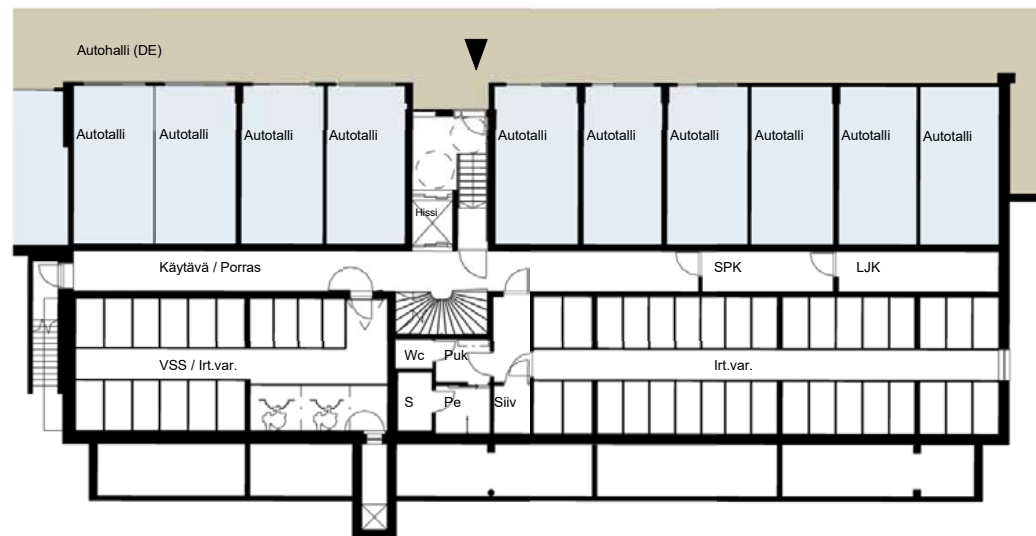 Autohalli (DE)
Autotalli Autotalli Autotalli Autotalli Autotalli Autotalli Autotalli Autotalli Autotalli Autotalli
Hissi
Käytävä / Porras SPK LJK
Wc Puk
VSS / Irt.var. Irt.var.
S Pe Siiv